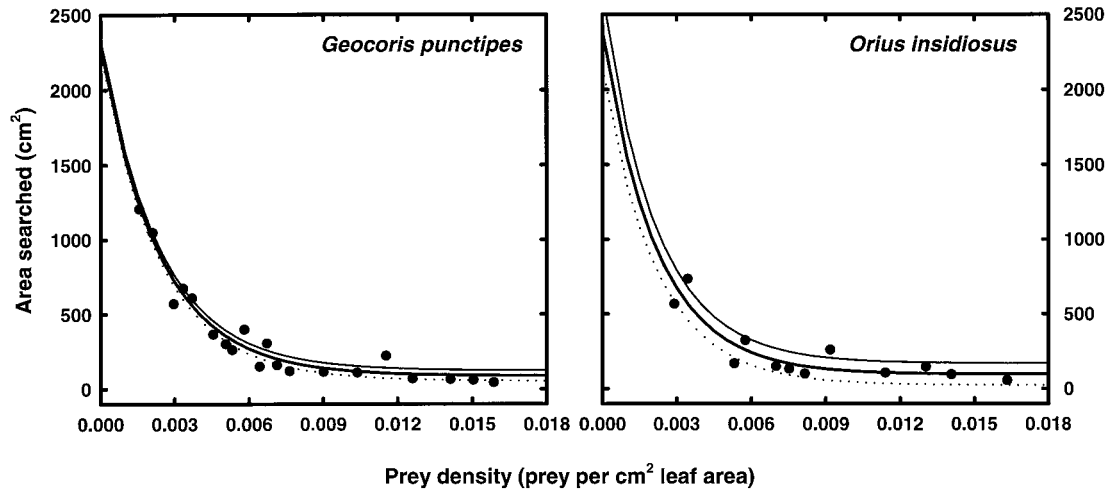 Geocoris punctipes
Orius insidiosus
2500
2000
1500
1000
500
0
Area searched (cm²)
2500
2000
1500
1000
500
0
0.000 0.003 0.006 0.009 0.012 0.015 0.018
0.000 0.003 0.006 0.009 0.012 0.015 0.018
Prey density (prey per cm² leaf area)